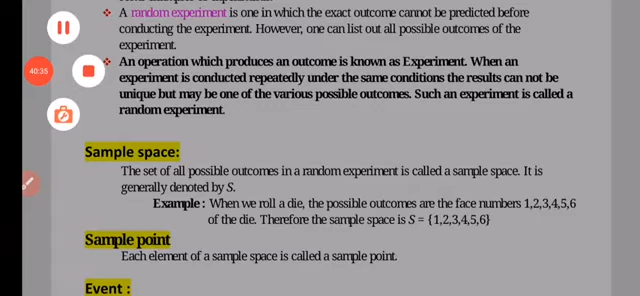 ❖ A random experiment is one in which the exact outcome cannot be predicted before
conducting the experiment. However, one can list out all possible outcomes of the
experiment.
❖ An operation which produces an outcome is known as Experiment. When an
experiment is conducted repeatedly under the same conditions the results can not be
unique but may be one of the various possible outcomes. Such an experiment is called a
random experiment.
40:35
Sample space:
The set of all possible outcomes in a random experiment is called a sample space. It is
generally denoted by S.
Example : When we roll a die, the possible outcomes are the face numbers 1,2,3,4,5,6
of the die. Therefore the sample space is S = {1,2,3,4,5,6}
Sample point
Each element of a sample space is called a sample point.
Event :